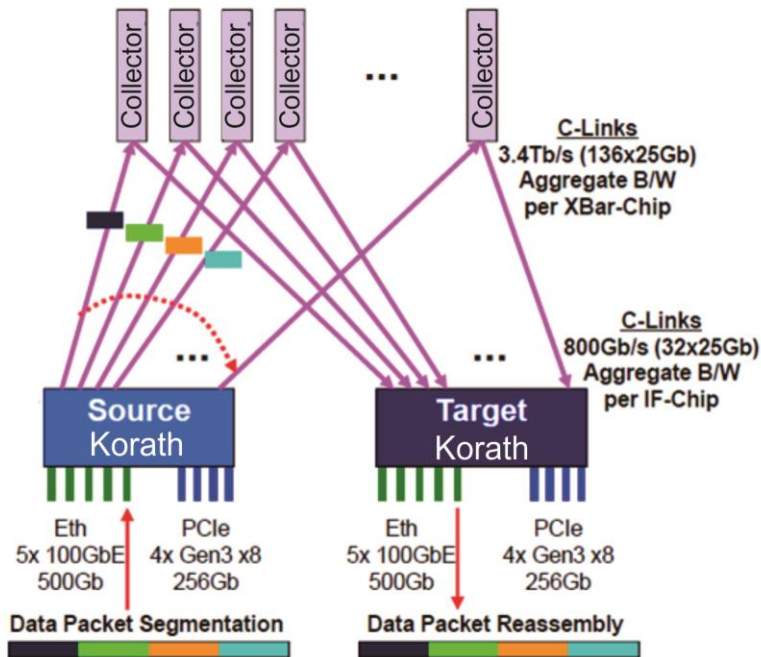 Collector
Collector
Collector
Collector
...
Collector
C-Links
3.4Tb/s (136x25Gb)
Aggregate B/W
per XBar-Chip
C-Links
800Gb/s (32x25Gb)
Aggregate B/W
per IF-Chip
...
...
Source
Korath
Target
Korath
Eth
5x 100GbE
500Gb
PCIe
4x Gen3 x8
256Gb
Eth
5x 100GbE
500Gb
PCIe
4x Gen3 x8
256Gb
Data Packet Segmentation
Data Packet Reassembly